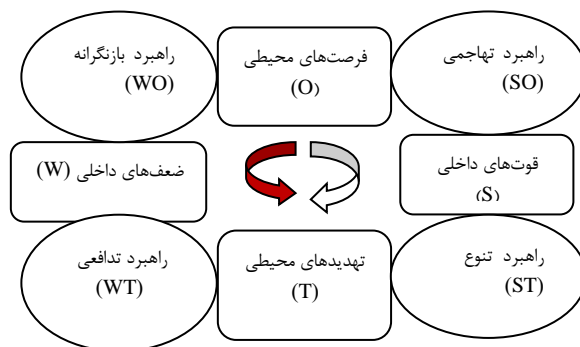 راهبرد تهاجمی
(SO)
فرصت‌های محیطی
(O)
راهبرد بازنگرانه
(WO)
قوت‌های داخلی
(S)
ضعف‌های داخلی (W)
راهبرد تنوع
(ST)
تهدیدهای محیطی
(T)
راهبرد تدافعی
(WT)